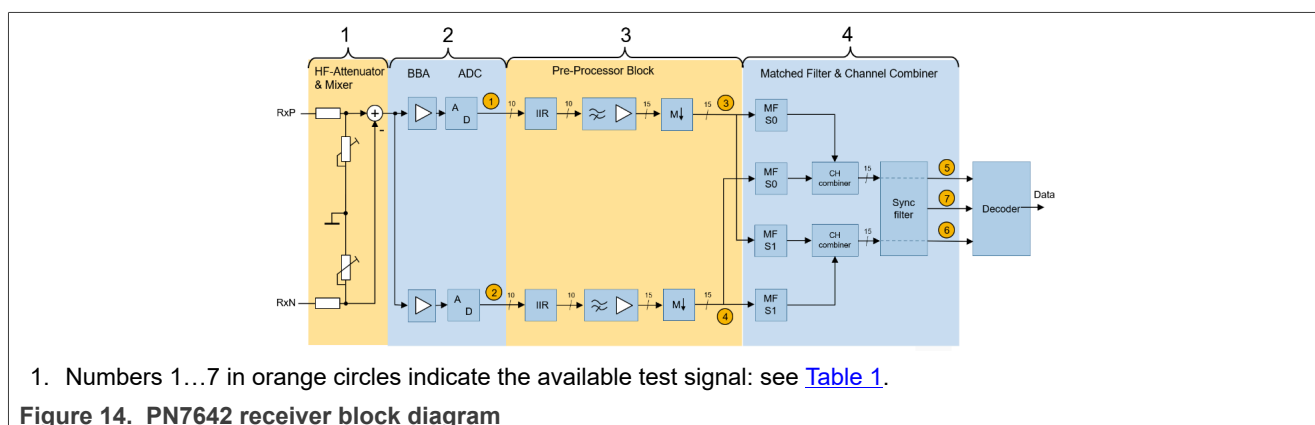 1 2 3 4
HF-Attenuator & Mixer
BBA ADC
Pre-Processor Block
Matched Filter & Channel Combiner
RxP
+
-
A D
1
10
IIR
10
15
M↓
15
3
MF S0
MF S0
CH combiner
15
5
Sync filter
7
Decoder
Data
MF S1
CH combiner
15
6
RxN
A D
2
10
IIR
10
15
M↓
15
4
MF S1
1. Numbers 1…7 in orange circles indicate the available test signal: see Table 1.
Figure 14. PN7642 receiver block diagram